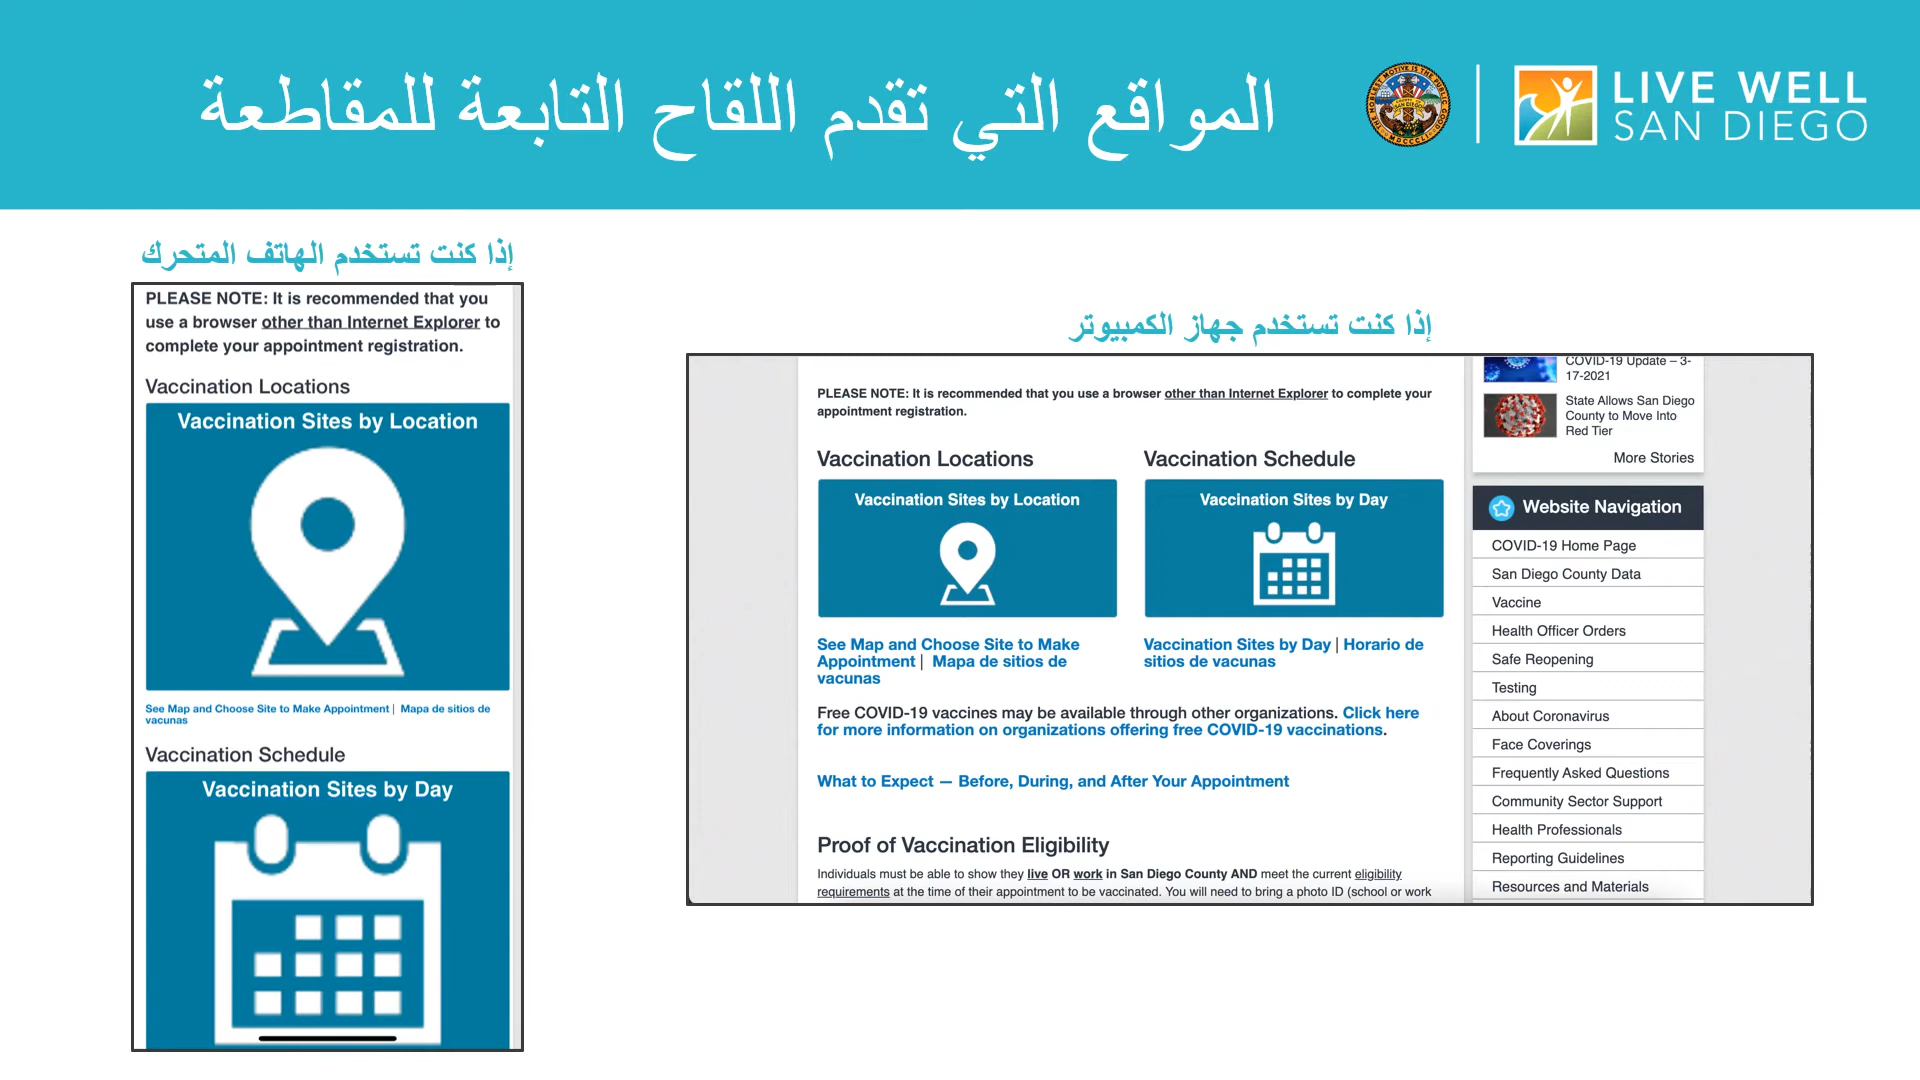 المواقع التي تقدم اللقاح التابعة للمقاطعة
LIVE WELL
SAN DIEGO
إذا كنت تستخدم الهاتف المتحرك
PLEASE NOTE: It is recommended that you
use a browser other than Internet Explorer to
complete your appointment registration.
Vaccination Locations
Vaccination Sites by Location
See Map and Choose Site to Make Appointment | Mapa de sitios de
vacunas
Vaccination Schedule
Vaccination Sites by Day
إذا كنت تستخدم جهاز الكمبيوتر
PLEASE NOTE: It is recommended that you use a browser other than Internet Explorer to complete your
appointment registration.
Vaccination Locations
Vaccination Sites by Location
See Map and Choose Site to Make
Appointment | Mapa de sitios de
vacunas
Vaccination Schedule
Vaccination Sites by Day
Vaccination Sites by Day | Horario de
sitios de vacunas
Free COVID-19 vaccines may be available through other organizations. Click here
for more information on organizations offering free COVID-19 vaccinations.
What to Expect — Before, During, and After Your Appointment
Proof of Vaccination Eligibility
Individuals must be able to show they live OR work in San Diego County AND meet the current eligibility
requirements at the time of their appointment to be vaccinated. You will need to bring a photo ID (school or work
COVID-19 Update – 3-
17-2021
State Allows San Diego
County to Move Into
Red Tier
More Stories
Website Navigation
COVID-19 Home Page
San Diego County Data
Vaccine
Health Officer Orders
Safe Reopening
Testing
About Coronavirus
Face Coverings
Frequently Asked Questions
Community Sector Support
Health Professionals
Reporting Guidelines
Resources and Materials